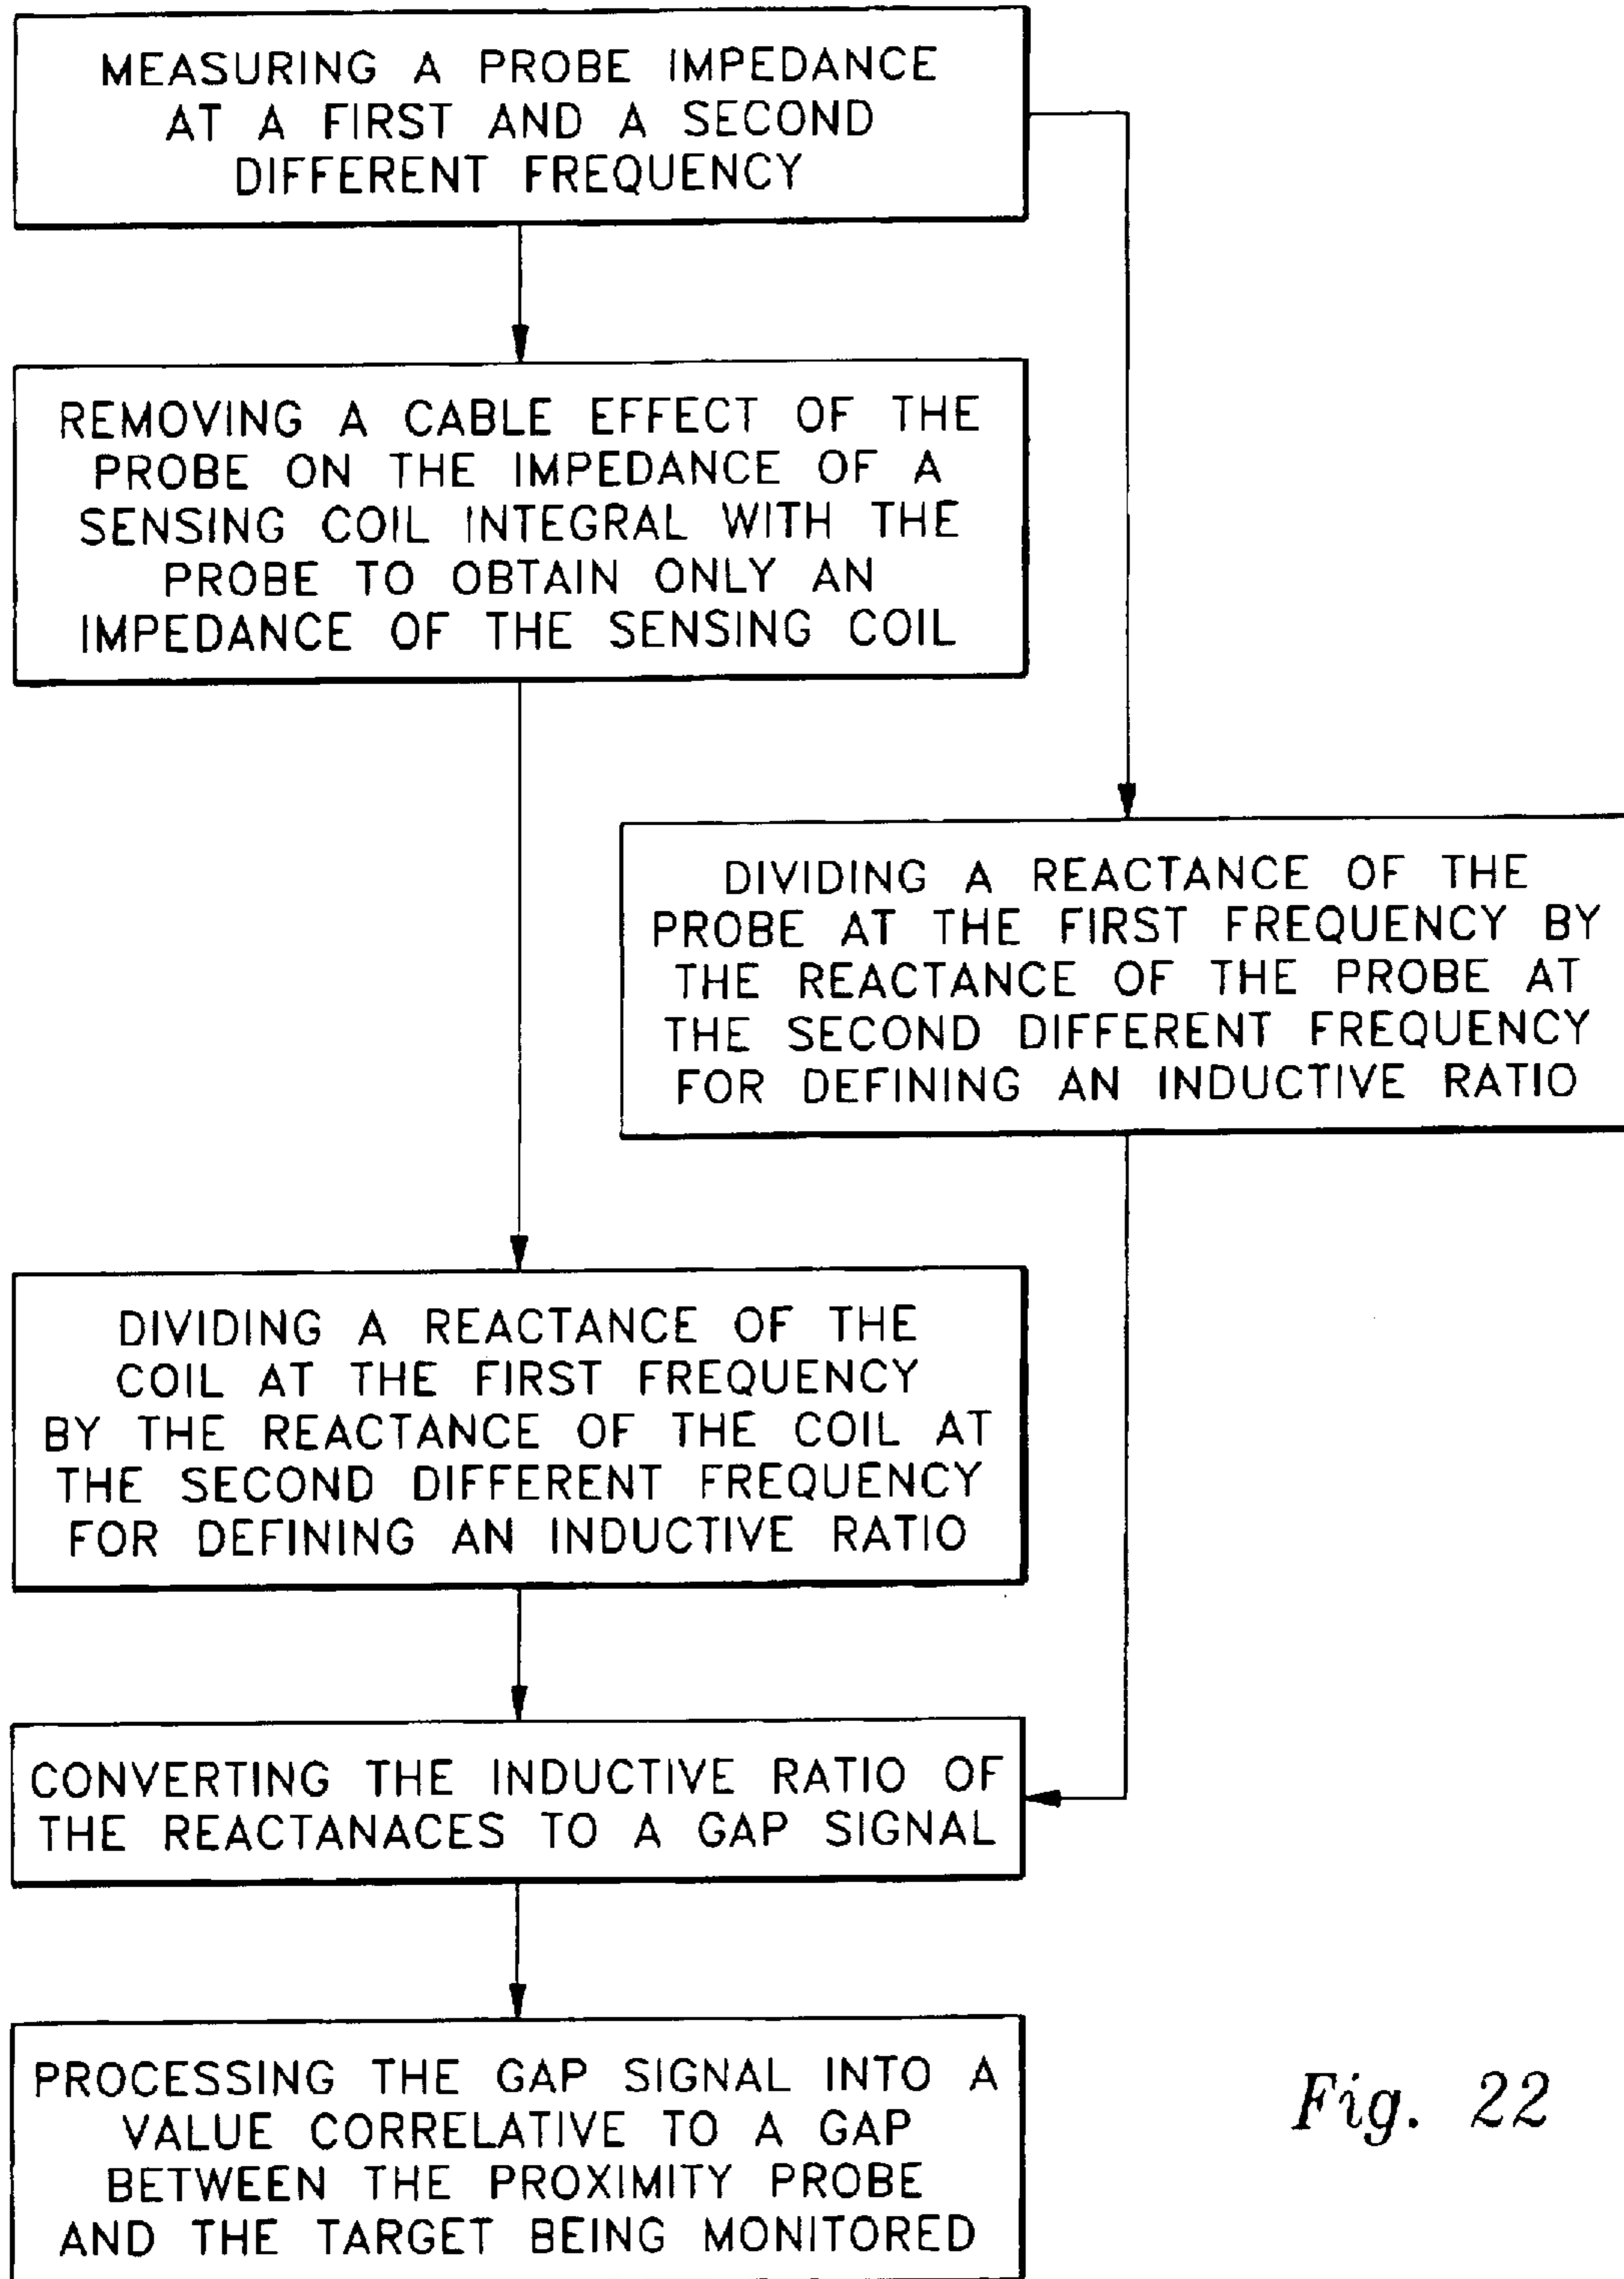 MEASURING A PROBE IMPEDANCE
AT A FIRST AND A SECOND
DIFFERENT FREQUENCY
REMOVING A CABLE EFFECT OF THE
PROBE ON THE IMPEDANCE OF A
SENSING COIL INTEGRAL WITH THE
PROBE TO OBTAIN ONLY AN
IMPEDANCE OF THE SENSING COIL
DIVIDING A REACTANCE OF THE
PROBE AT THE FIRST FREQUENCY BY
THE REACTANCE OF THE PROBE AT
THE SECOND DIFFERENT FREQUENCY
FOR DEFINING AN INDUCTIVE RATIO
DIVIDING A REACTANCE OF THE
COIL AT THE FIRST FREQUENCY
BY THE REACTANCE OF THE COIL AT
THE SECOND DIFFERENT FREQUENCY
FOR DEFINING AN INDUCTIVE RATIO
CONVERTING THE INDUCTIVE RATIO OF
THE REACTANACES TO A GAP SIGNAL
PROCESSING THE GAP SIGNAL INTO A
VALUE CORRELATIVE TO A GAP
BETWEEN THE PROXIMITY PROBE
AND THE TARGET BEING MONITORED
Fig. 22